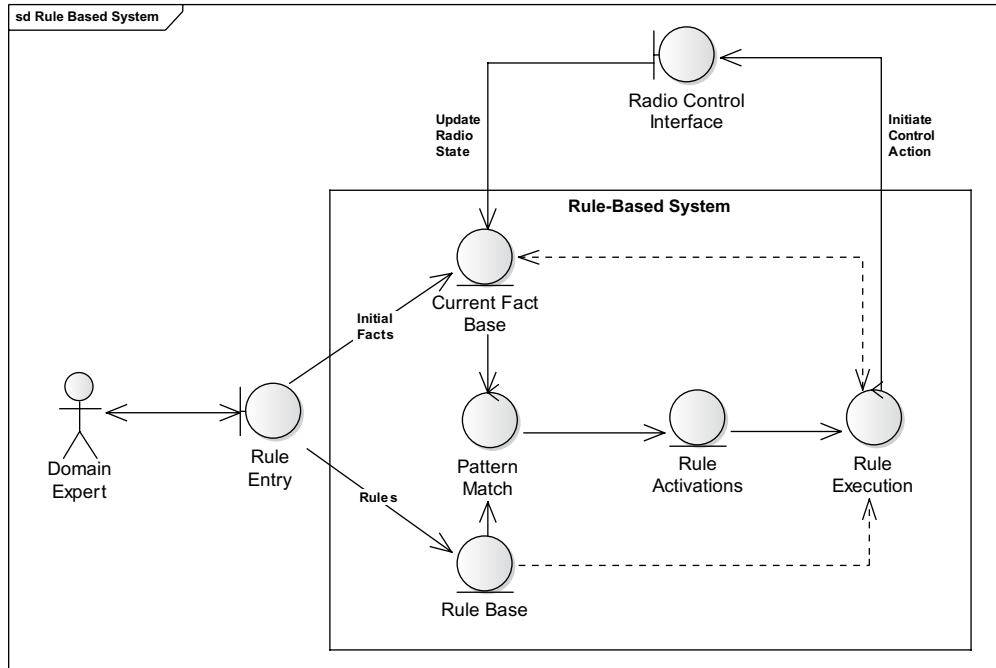 sd Rule Based System
Radio Control
Interface
Update
Radio
State
Initiate
Control
Action
Rule-Based System
Current Fact
Base
Initial
Facts
Domain
Expert
Rule
Entry
Pattern
Match
Rule
Activations
Rule
Execution
Rules
Rule Base